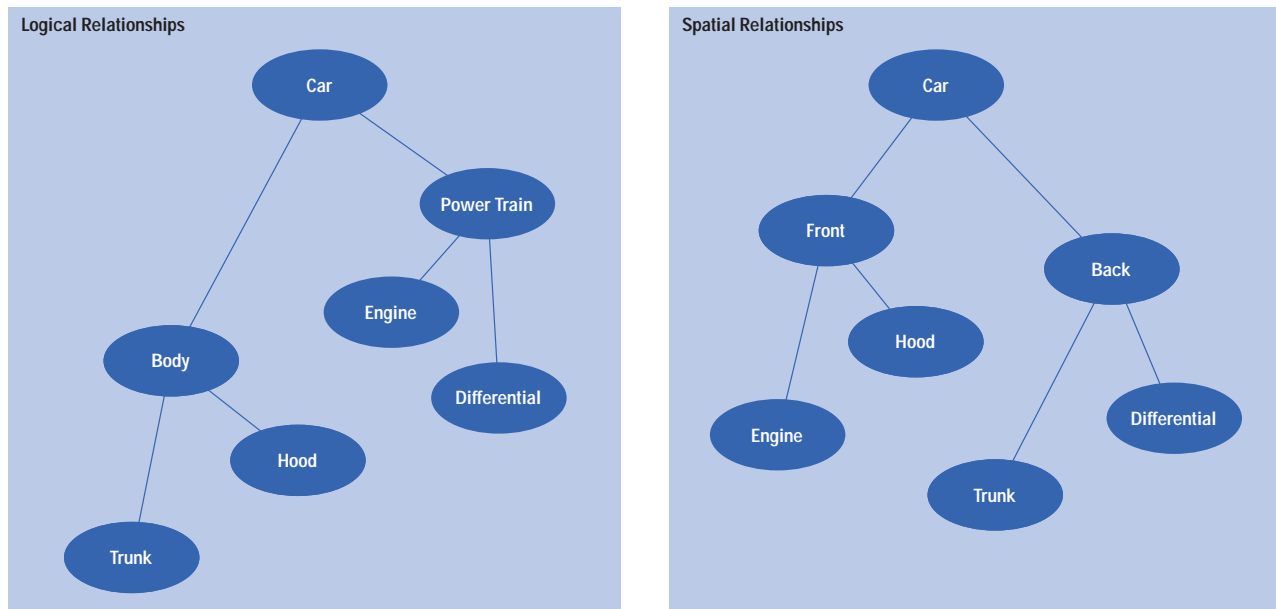 Logical Relationships
Car
Power Train
Engine
Body
Differential
Hood
Trunk
Spatial Relationships
Car
Front
Back
Hood
Differential
Engine
Trunk